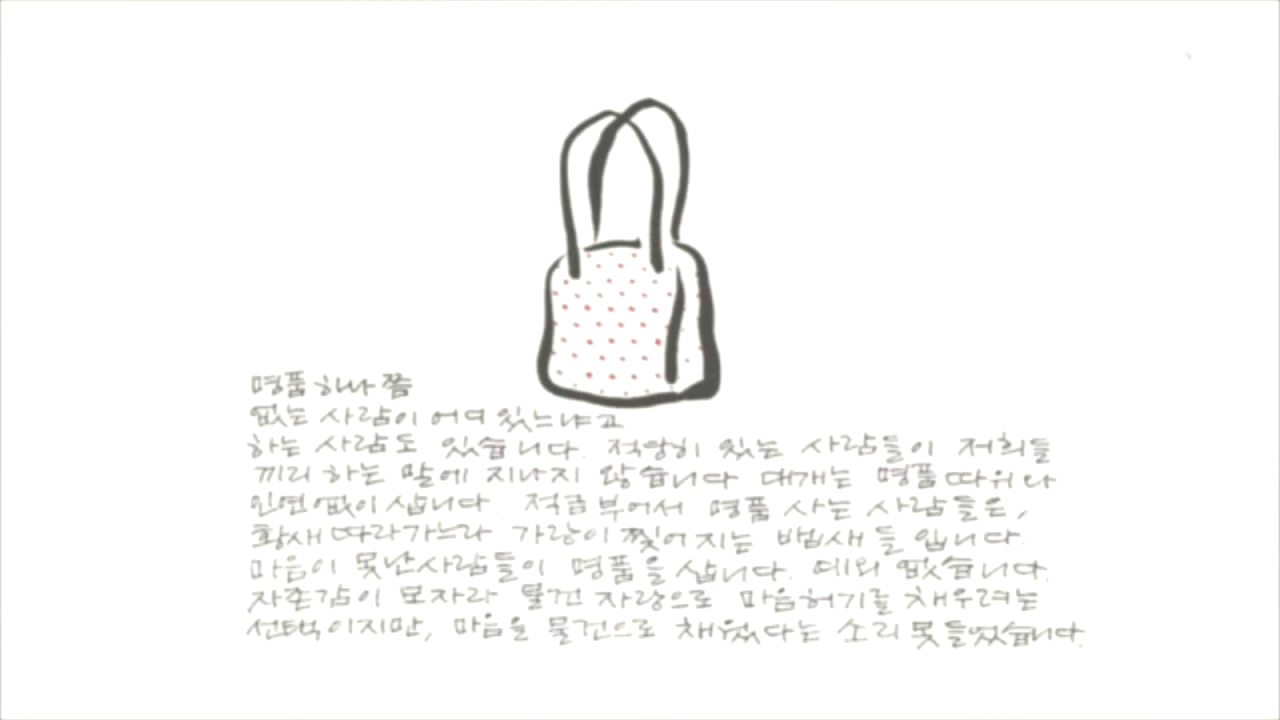 명품 하나 쯤
없는 사람이 어디 있느냐고
하는 사람도 있습니다. 적당히 있는 사람들이 저희들
끼리 하는 말에 지나지 않습니다 대개는 명품 따위와
인연 없이 삽니다. 적금 부어서 명품 사는 사람들은,
황새 따라가느라 가랑이 찢어 지는 뱁새 들 입니다.
마음이 못난 사람들이 명품을 삽니다. 예외 없습니다.
자존감이 모자라 물건 자랑으로 마음허기를 채우려는
선택이지만, 마음을 물건으로 채웠다는 소리 못 들었습니다.